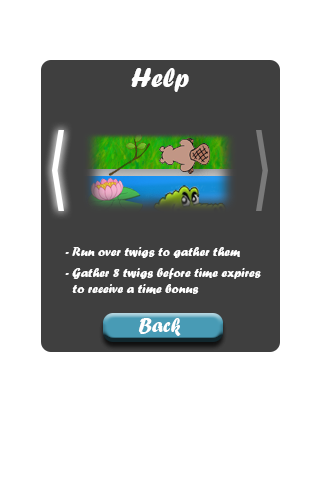 Help
- Run over twigs to gather them
- Gather 8 twigs before time expires
to receive a time bonus
Back